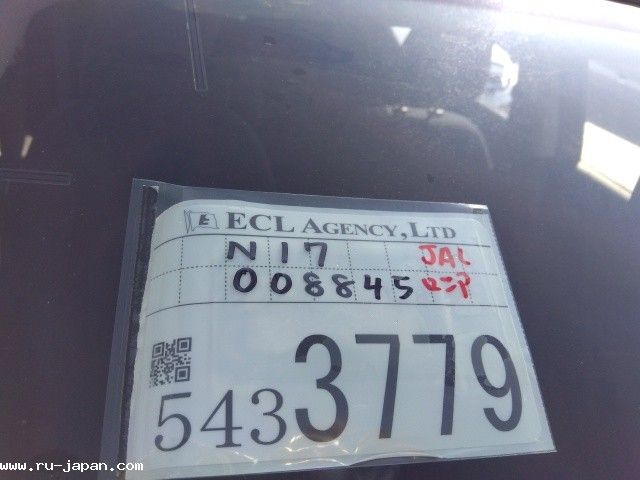 ECL AGENCY,LTD
N17 JAL
008845
5433779
www.ru-japan.com